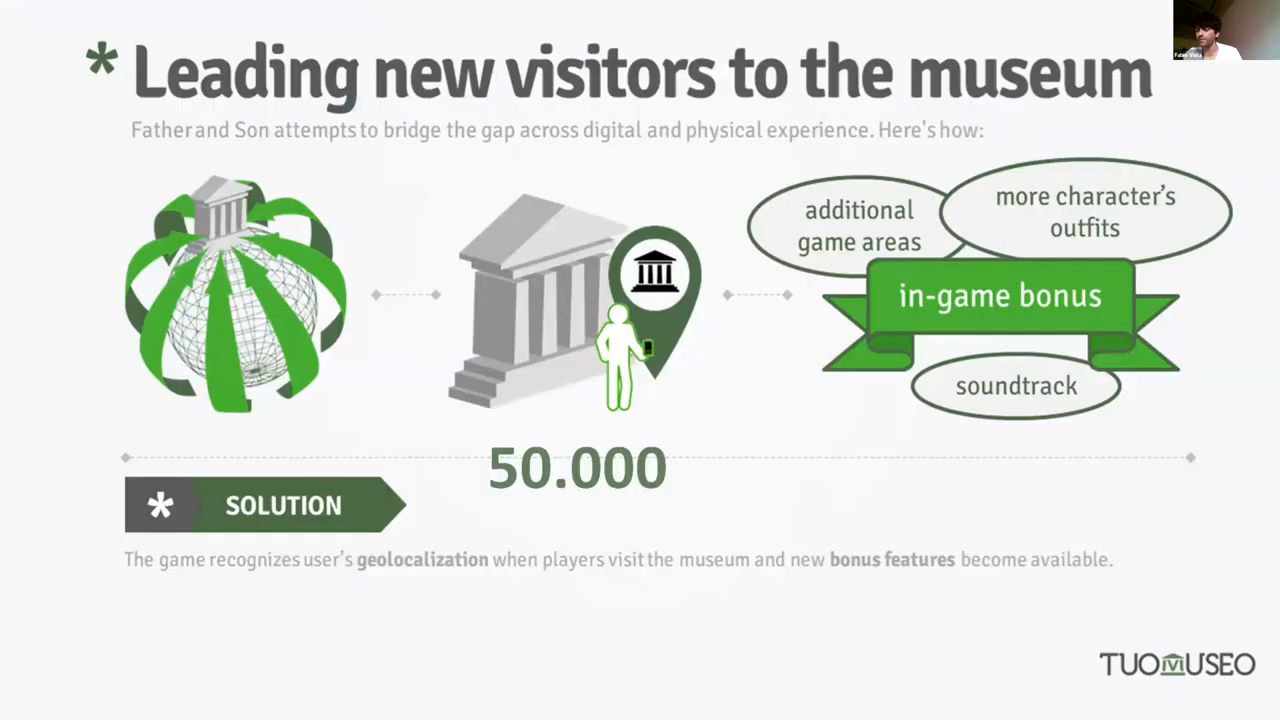 * Leading new visitors to the museum
Father and Son attempts to bridge the gap across digital and physical experience. Here's how:
additional
game areas
more character's
outfits
in-game bonus
soundtrack
50.000
* SOLUTION
The game recognizes user's geolocalization when players visit the museum and new bonus features become available.
TUOMUSEO
Fabio Viola